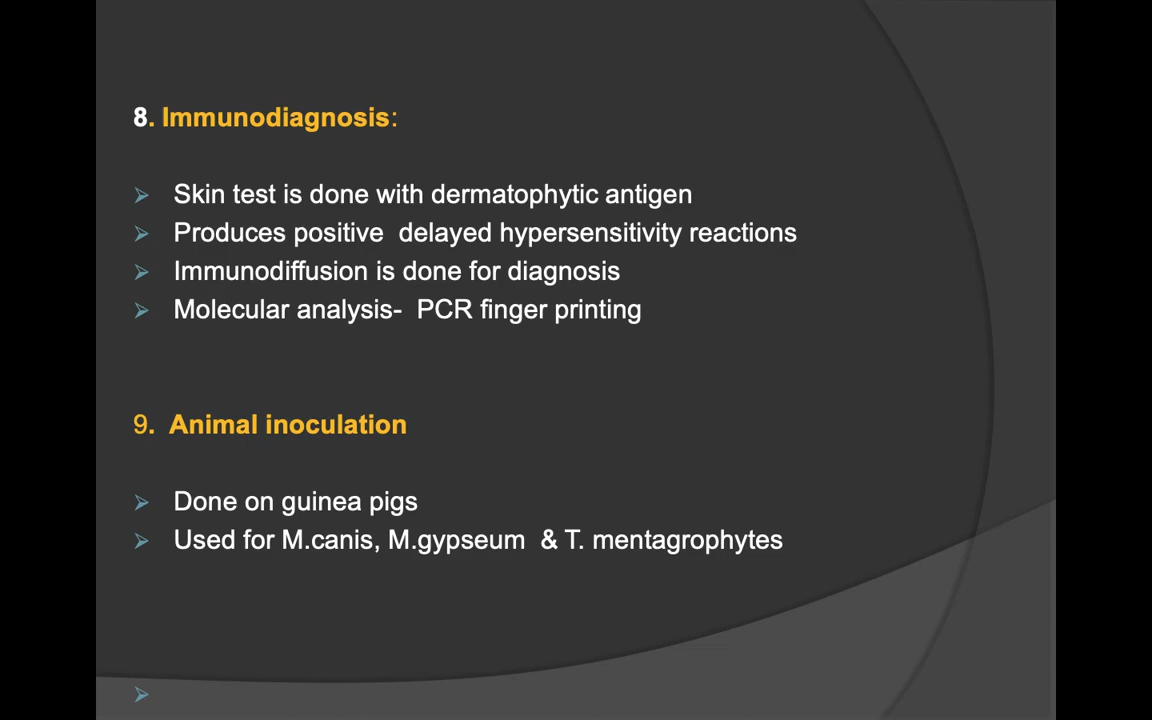 8. Immunodiagnosis:
Skin test is done with dermatophytic antigen
Produces positive  delayed hypersensitivity reactions
Immunodiffusion is done for diagnosis
Molecular analysis-  PCR finger printing
9.  Animal inoculation
Done on guinea pigs
Used for M.canis, M.gypseum  & T. mentagrophytes